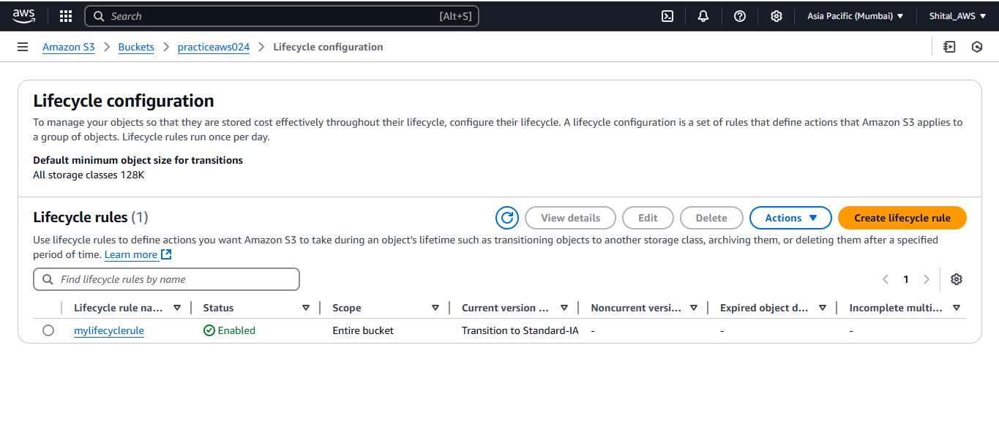 aws Search [Alt+S] Asia Pacific (Mumbai) Shital_AWS
Amazon S3 Buckets practiceaws024 Lifecycle configuration
Lifecycle configuration
To manage your objects so that they are stored cost effectively throughout their lifecycle, configure their lifecycle. A lifecycle configuration is a set of rules that define actions that Amazon S3 applies to
a group of objects. Lifecycle rules run once per day.
Default minimum object size for transitions
All storage classes 128K
Lifecycle rules (1) View details Edit Delete Actions Create lifecycle rule
Use lifecycle rules to define actions you want Amazon S3 to take during an object's lifetime such as transitioning objects to another storage class, archiving them, or deleting them after a specified
period of time. Learn more
Find lifecycle rules by name 1
Lifecycle rule na... Status Scope Current version ... Noncurrent versi... Expired object d... Incomplete multi...
mylifecyclerule Enabled Entire bucket Transition to Standard-IA - - -